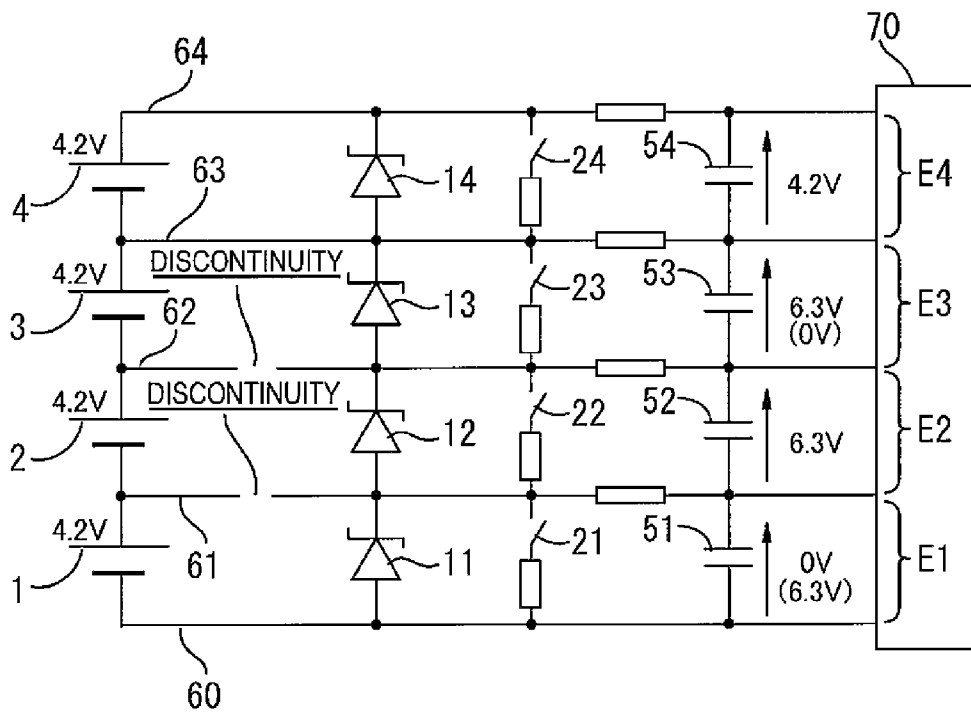 64
70
4.2V
4
63
14
24
54
4.2V
E4
DISCONTINUITY
4.2V
3
62
13
23
53
6.3V
(0V)
E3
DISCONTINUITY
4.2V
2
12
22
52
6.3V
E2
4.2V
1
61
11
21
51
0V
(6.3V)
E1
60